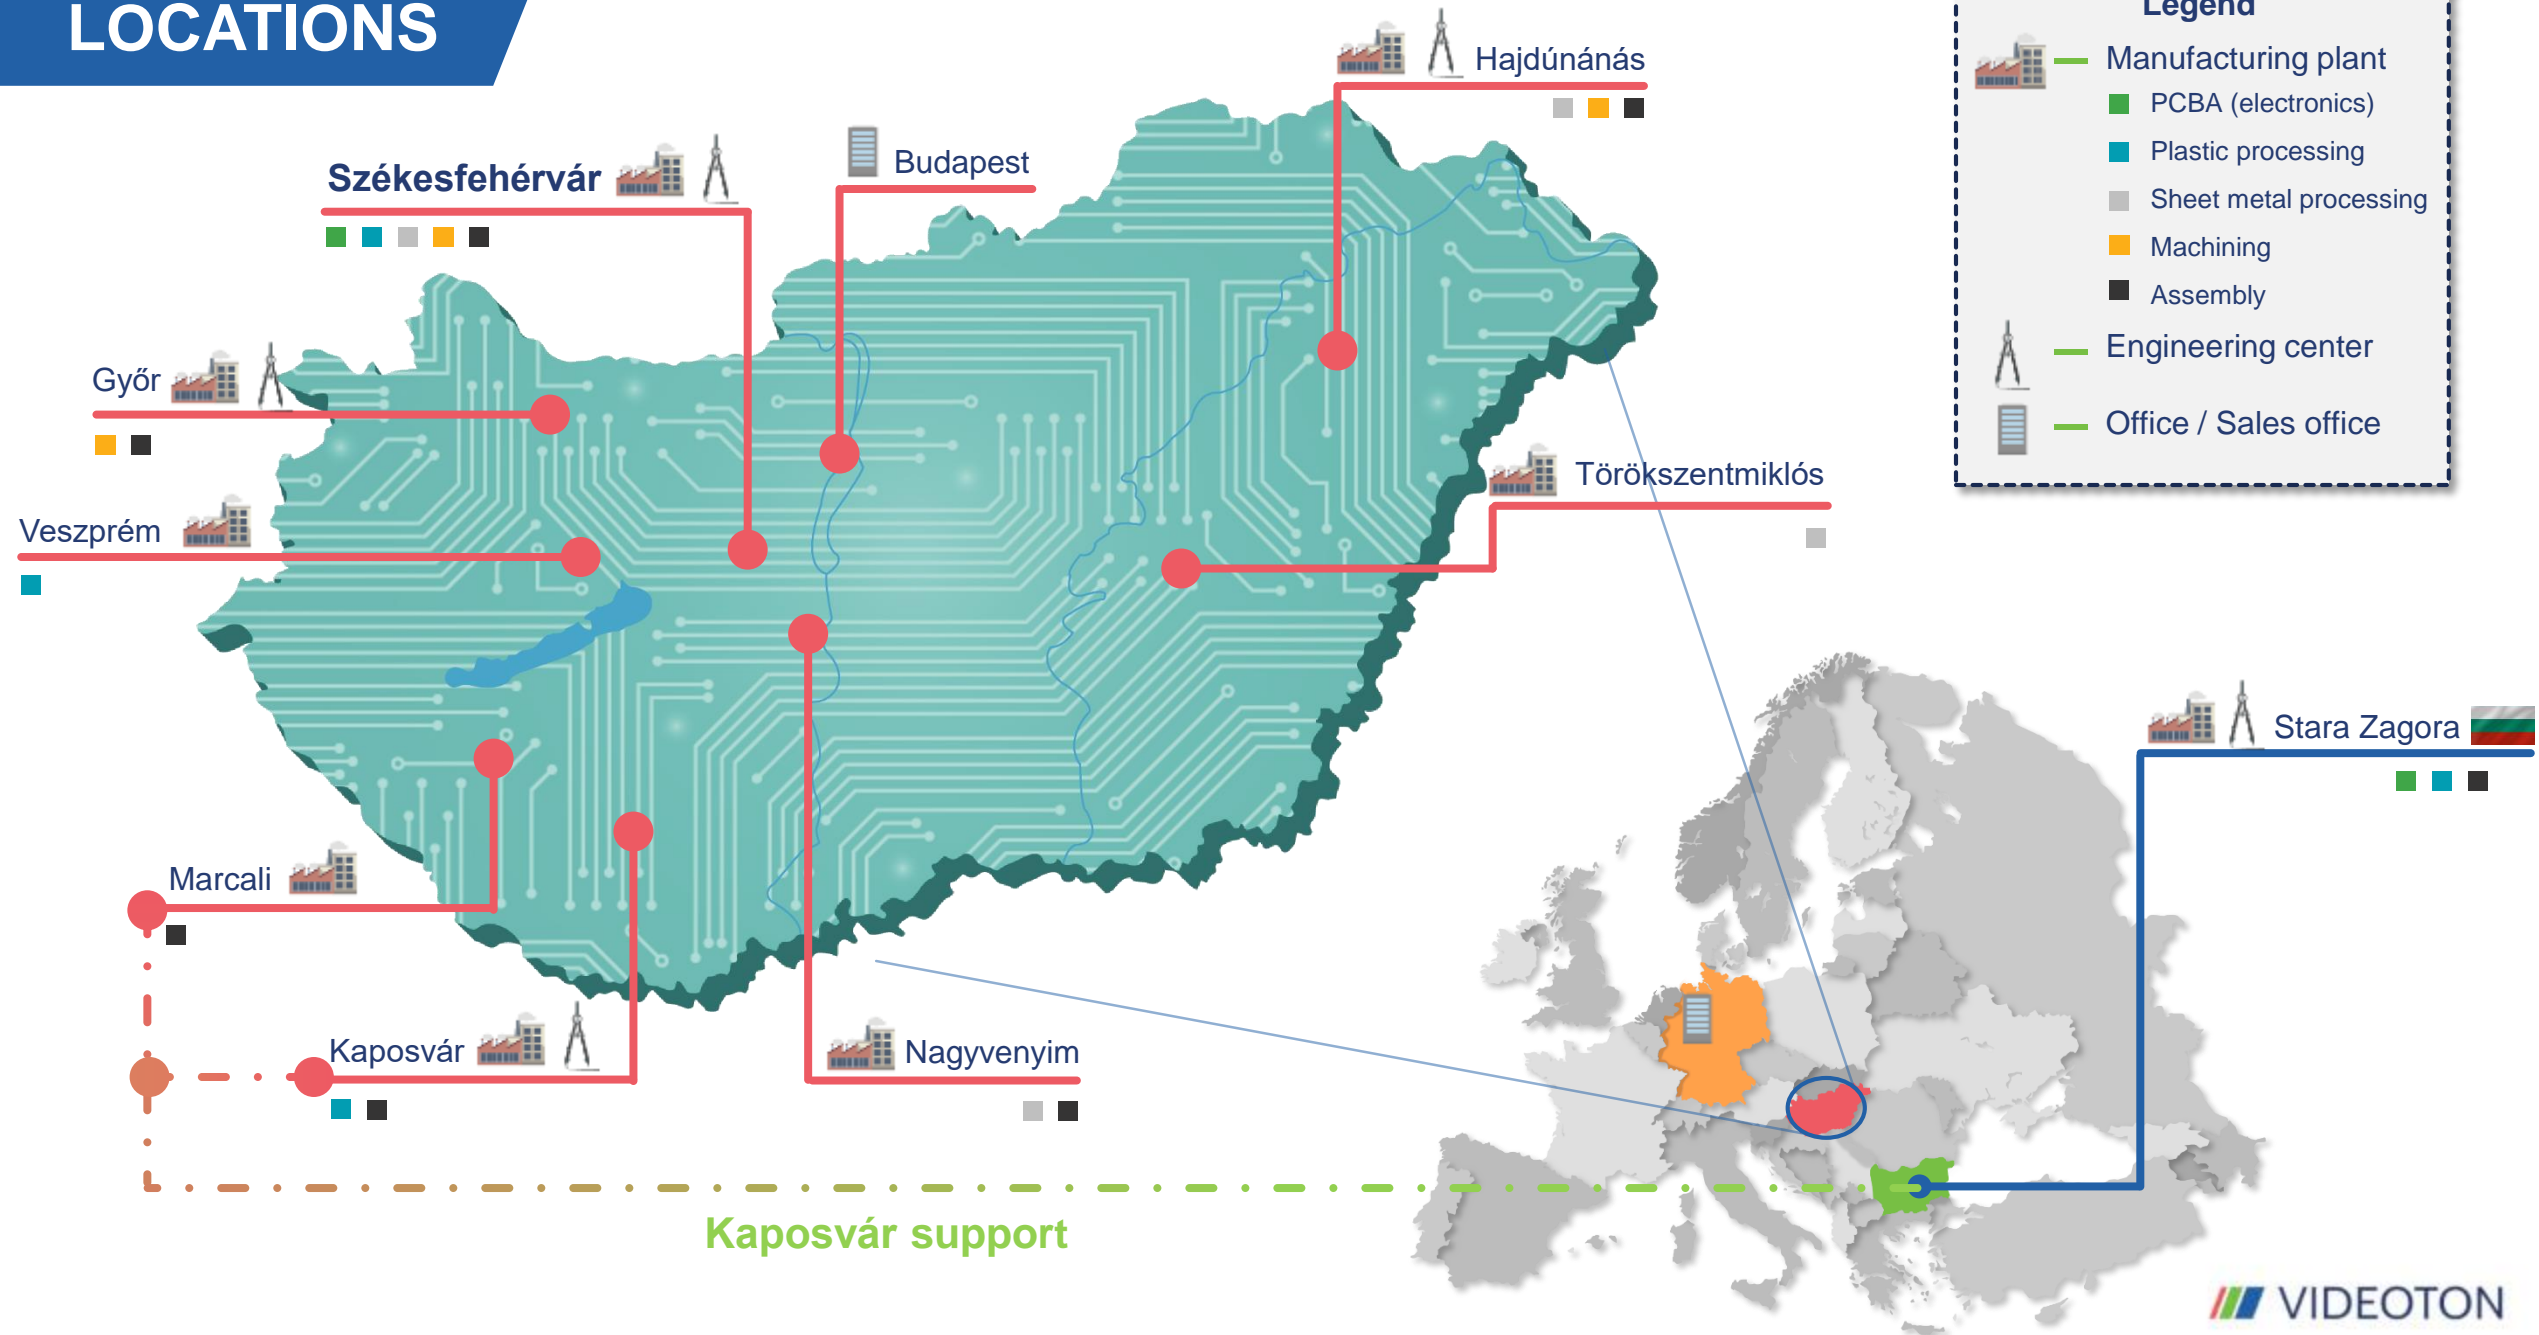 LOCATIONS
Hajdúnánás
Székesfehérvár
Budapest
Győr
Veszprém
Törökszentmiklós
Marcali
Kaposvár
Nagyvenyim
Kaposvár support
Legend
Manufacturing plant
PCBA (electronics)
Plastic processing
Sheet metal processing
Machining
Assembly
Engineering center
Office / Sales office
Stara Zagora
VIDEOTON